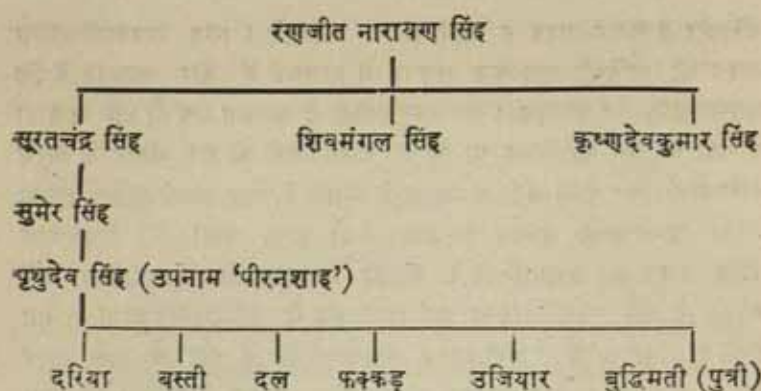 रणजीत नारायण सिंह
सूरतचंद्र सिंह शिवमंगल सिंह कृष्णदेवकुमार सिंह
सुमेर सिंह
पृथुदेव सिंह (उपनाम ‘पीरनशाह’)
दरिया बस्ती दल फक्कड़ उजियार बुद्धिमती (पुत्री)